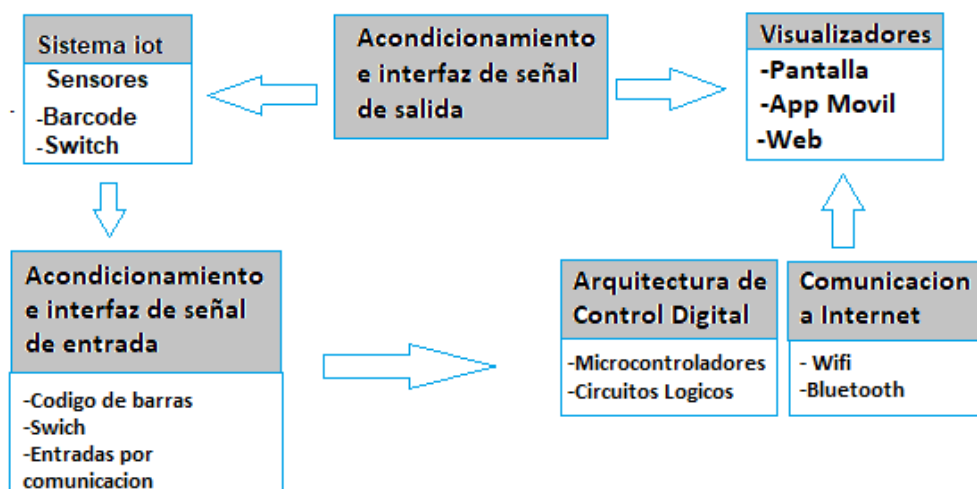 Sistema iot
Sensores
-Barcode
-Switch
Acondicionamiento
e interfaz de señal
de salida
Visualizadores
-Pantalla
-App Movil
-Web
Acondicionamiento
e interfaz de señal
de entrada
-Codigo de barras
-Swich
-Entradas por
comunicacion
Arquitectura de
Control Digital
-Microcontroladores
-Circuitos Logicos
Comunicacion
a Internet
- Wifi
-Bluetooth